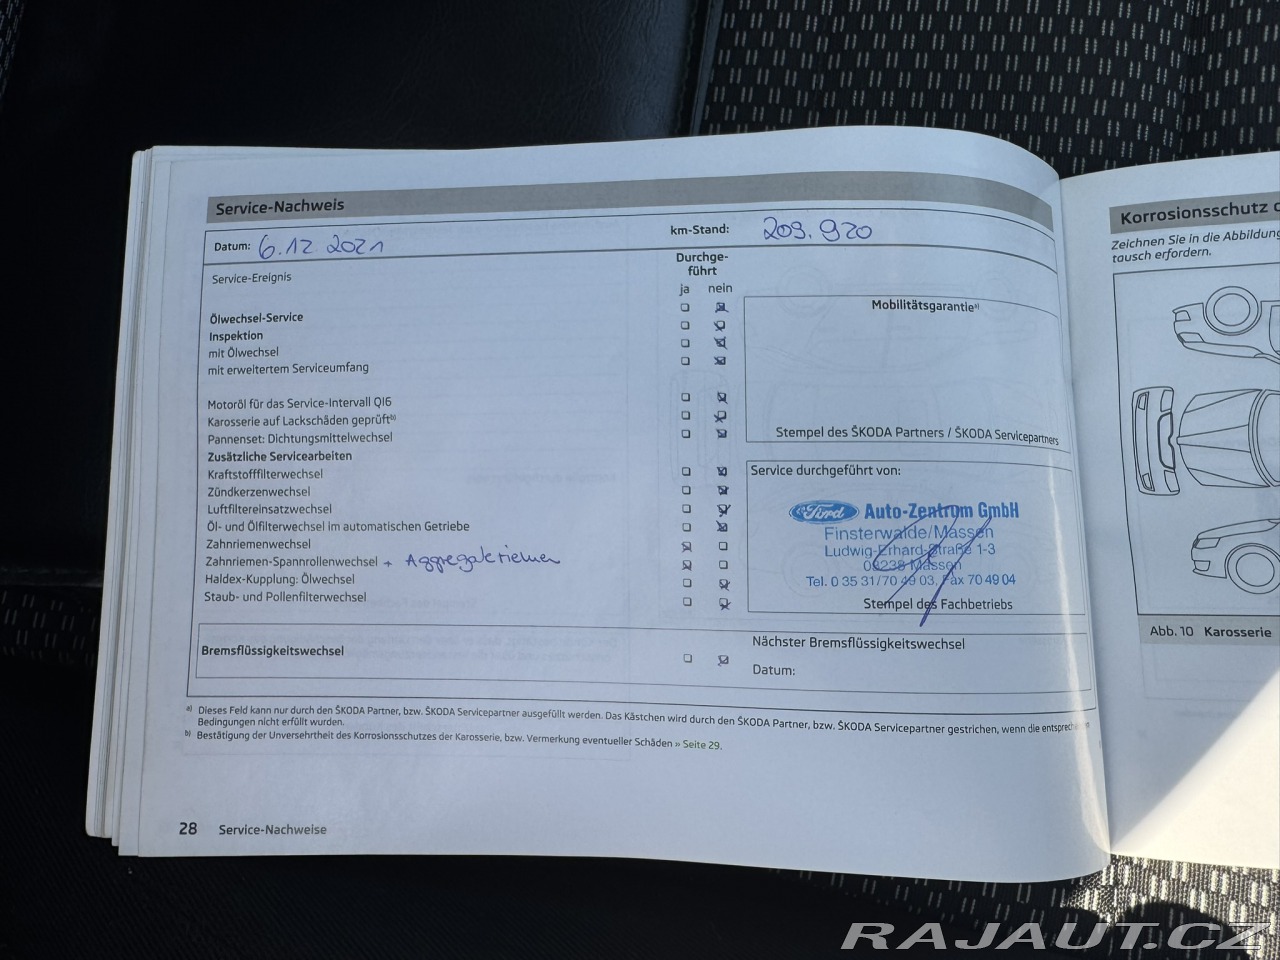 Service-Nachweis
Datum: 6.12 2021
km-Stand: 209.920
Service-Ereignis
Durchge-
führt
ja nein
Ölwechsel-Service
Inspektion
mit Ölwechsel
mit erweitertem Serviceumfang
Motoröl für das Service-Intervall QI6
Karosserie auf Lackschäden geprüft b)
Pannenset: Dichtungsmittelwechsel
Zusätzliche Servicearbeiten
Kraftstofffilterwechsel
Zündkerzenwechsel
Luftfiltereinsatzwechsel
Öl- und Ölfilterwechsel im automatischen Getriebe
Zahnriemenwechsel
Zahnriemen-Spannrollenwechsel + Aggregateriemen
Haldex-Kupplung: Ölwechsel
Staub- und Pollenfilterwechsel
Mobilitätsgarantie a)
Stempel des ŠKODA Partners / ŠKODA Servicepartners
Service durchgeführt von:
Ford Auto-Zentrum GmbH
Finsterwalde/Massen
Ludwig-Erhard-Straße 1-3
03238 Massen
Tel. 0 35 31/70 49 03, Fax 70 49 04
Stempel des Fachbetriebs
Bremsflüssigkeitswechsel
Nächster Bremsflüssigkeitswechsel
Datum:
a) Dieses Feld kann nur durch den ŠKODA Partner, bzw. ŠKODA Servicepartner ausgefüllt werden. Das Kästchen wird durch den ŠKODA Partner, bzw. ŠKODA Servicepartner gestrichen, wenn die
Bedingungen nicht erfüllt wurden.
b) Bestätigung der Unversehrtheit des Korrosionsschutzes der Karosserie, bzw. Vermerkung eventueller Schäden » Seite 29.
28 Service-Nachweise
Korrosionsschutz
Zeichnen Sie in die Abbildung
tausch erfordern.
Abb. 10 Karosserie
RAJAUT.CZ